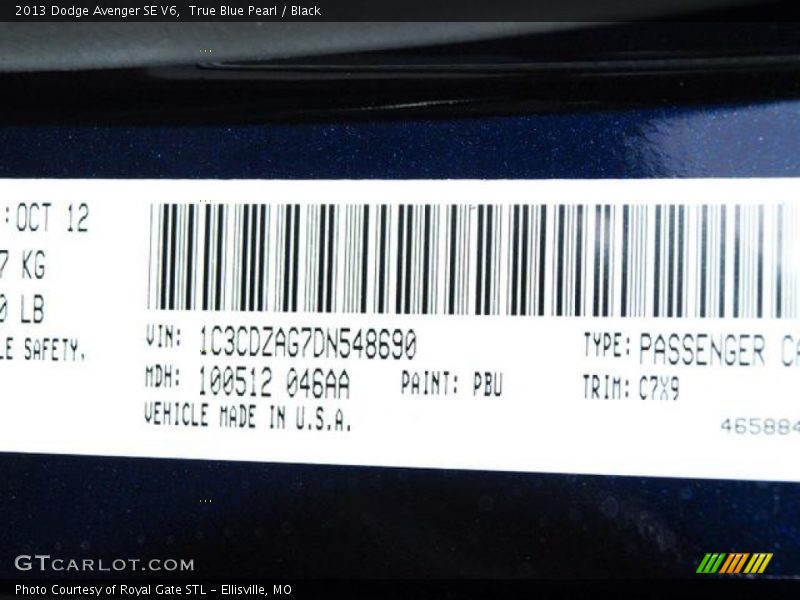 2013 Dodge Avenger SE V6,  True Blue Pearl / Black
:OCT 12
7 KG
0 LB
LE SAFETY.
VIN: 1C3CDZAG7DN548690
TYPE: PASSENGER CA
MDH: 100512 046AA
PAINT: PBU
TRIM: C7X9
VEHICLE MADE IN U.S.A.
465884
GTCARLOT.COM
Photo Courtesy of Royal Gate STL - Ellisville, MO